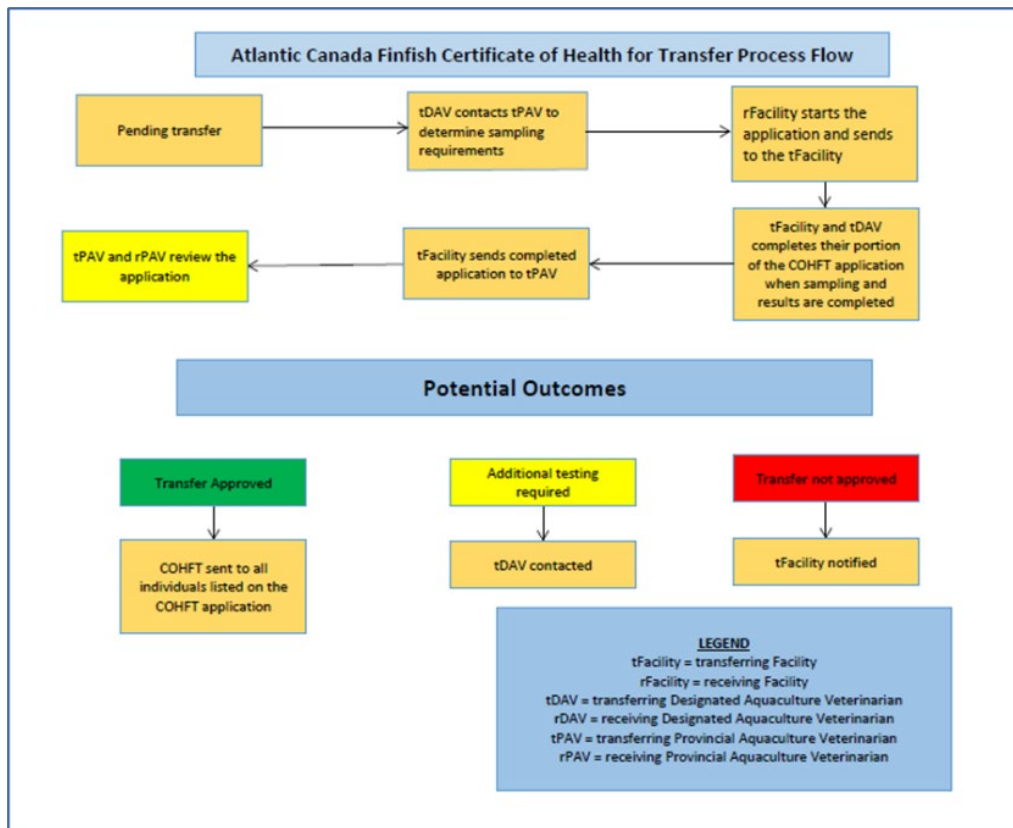 Atlantic Canada Finfish Certificate of Health for Transfer Process Flow
Pending transfer
tDAV contacts tPAV to
determine sampling
requirements
rFacility starts the
application and sends
to the tFacility
tFacility and tDAV
completes their portion
of the COHFT application
when sampling and
results are completed
tFacility sends completed
application to tPAV
tPAV and rPAV review the
application
Potential Outcomes
Transfer Approved
COHFT sent to all
individuals listed on the
COHFT application
Additional testing
required
tDAV contacted
Transfer not approved
tFacility notified
LEGEND
tFacility = transferring Facility
rFacility = receiving Facility
tDAV = transferring Designated Aquaculture Veterinarian
rDAV = receiving Designated Aquaculture Veterinarian
tPAV = transferring Provincial Aquaculture Veterinarian
rPAV = receiving Provincial Aquaculture Veterinarian